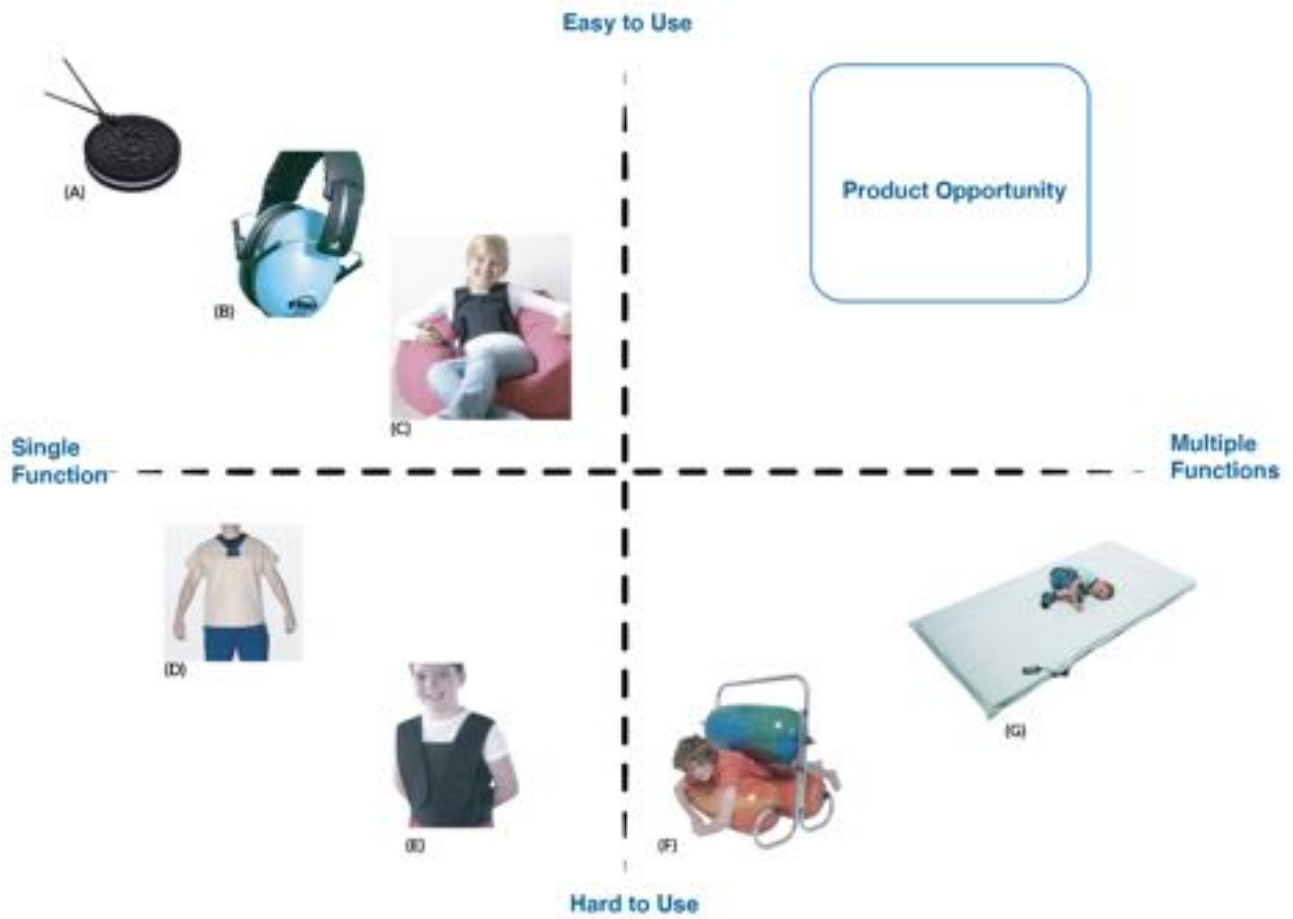 Easy to Use
Product Opportunity
(A)
(B)
(C)
Single
Function
Multiple
Functions
(D)
(E)
(F)
(G)
Hard to Use